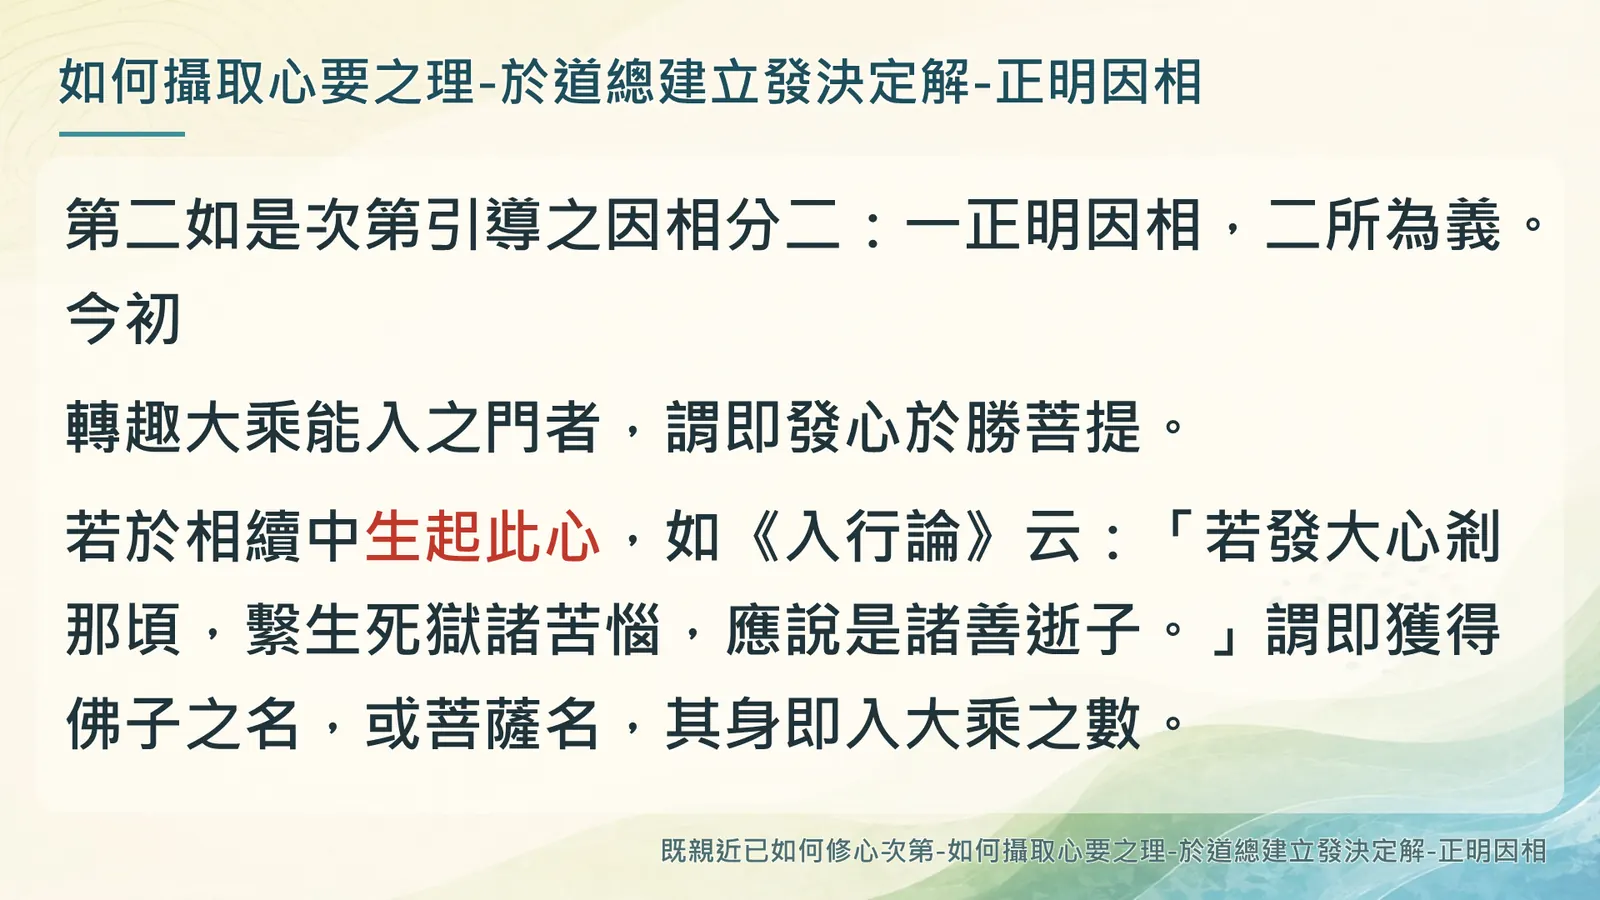 如何攝取心要之理-於道總建立發決定解-正明因相
第二如是次第引導之因相分二：一正明因相，二所為義。
今初
轉趣大乘能入之門者，謂即發心於勝菩提。
若於相續中生起此心，如《入行論》云：「若發大心剎
那頃，繫生死獄諸苦惱，應說是諸善逝子。」謂即獲得
佛子之名，或菩薩名，其身即入大乘之數。
既親近已如何修心次第-如何攝取心要之理-於道總建立發決定解-正明因相